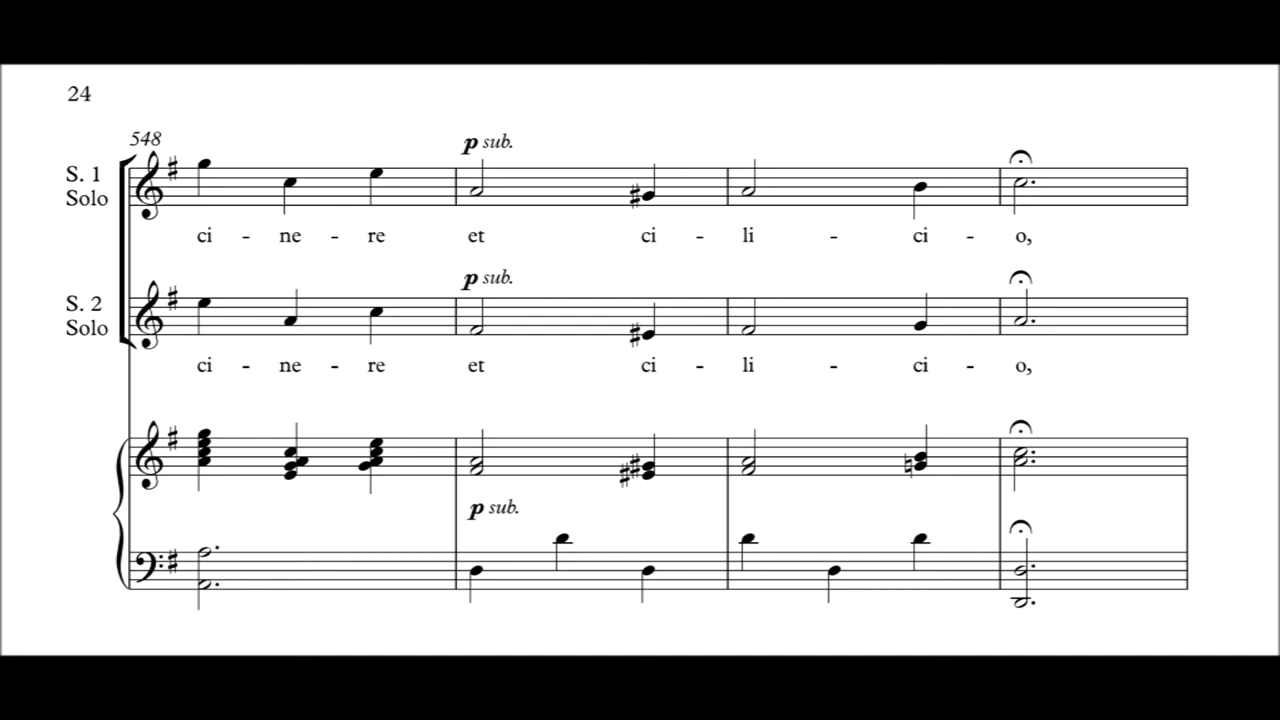 24
548
p sub.
S. 1
Solo
ci - ne - re et ci - li - ci - o,
p sub.
S. 2
Solo
ci - ne - re et ci - li - ci - o,
p sub.